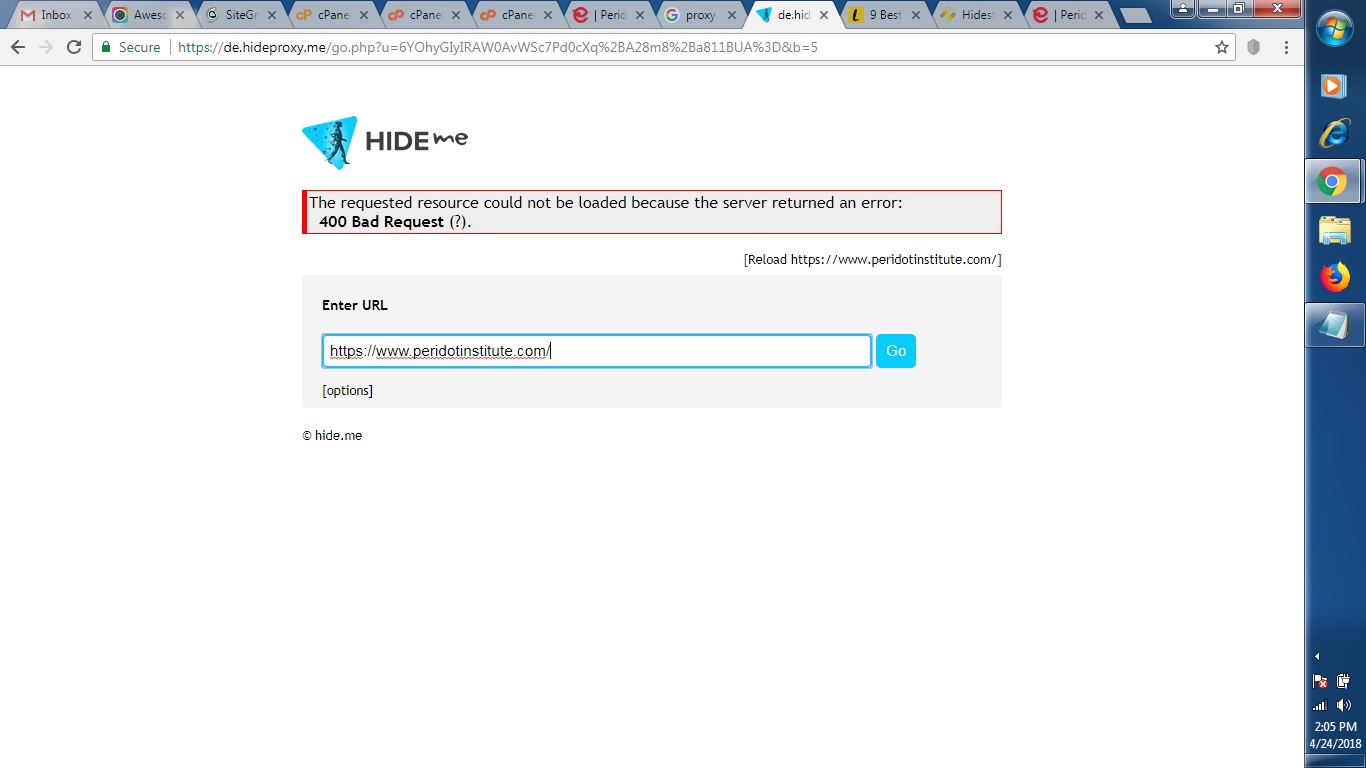 Inbox
Awesc
SiteGr
cPane
cPane
cPane
| Perid
proxy
de.hid
9 Best
Hidest
| Peric
Secure
https://de.hideproxy.me/go.php?u=6YOhyGIyIRAW0AvWSc7Pd0cXq%2BA28m8%2Ba811BUA%3D&b=5
HIDE me
The requested resource could not be loaded because the server returned an error:
400 Bad Request (?).
[Reload https://www.peridotinstitute.com/]
Enter URL
https://www.peridotinstitute.com/
Go
[options]
© hide.me
2:05 PM
4/24/2018